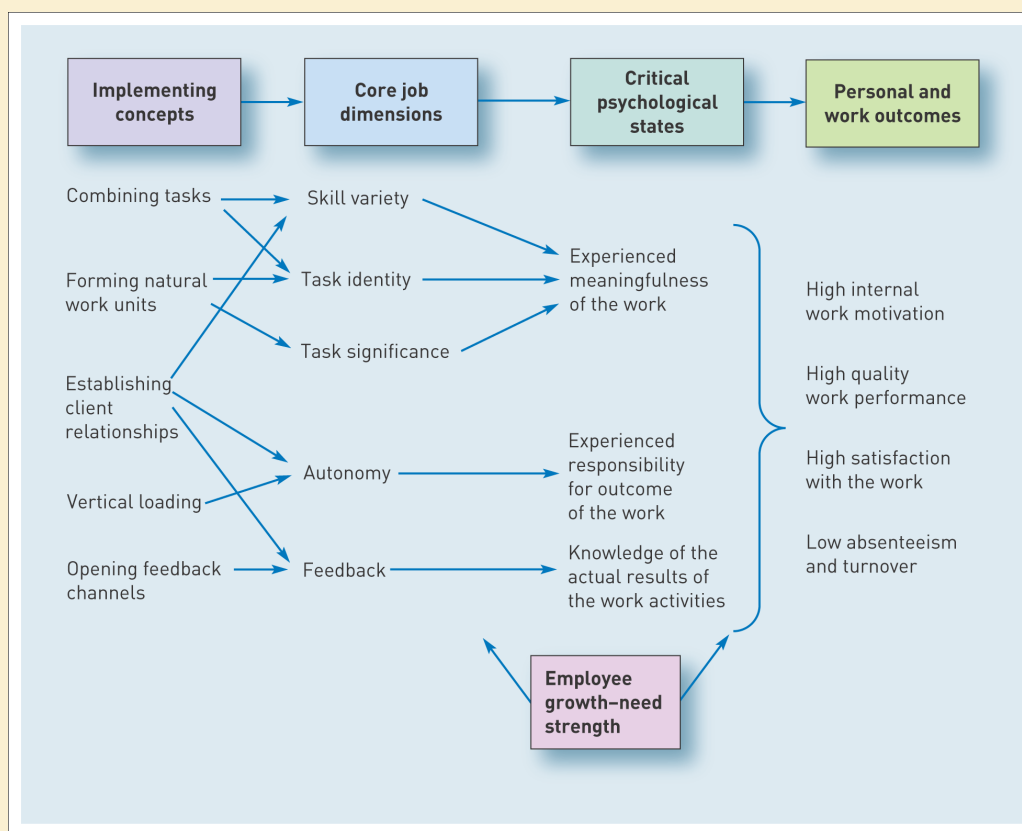 Implementing
concepts
Core job
dimensions
Critical
psychological
states
Personal and
work outcomes
Combining tasks
Forming natural
work units
Establishing
client
relationships
Vertical loading
Opening feedback
channels
Skill variety
Task identity
Task significance
Autonomy
Feedback
Experienced
meaningfulness
of the work
Experienced
responsibility
for outcome
of the work
Knowledge of the
actual results of
the work activities
High internal
work motivation
High quality
work performance
High satisfaction
with the work
Low absenteeism
and turnover
Employee
growth–need
strength